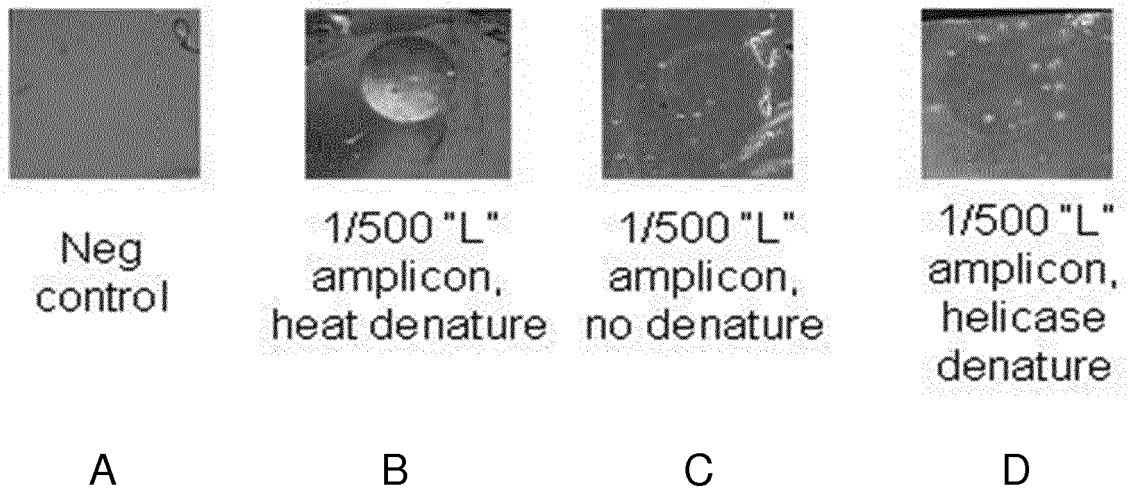 Neg
control
1/500 "L"
amplicon,
heat denature
1/500 "L"
amplicon,
no denature
1/500 "L"
amplicon,
helicase
denature
A
B
C
D